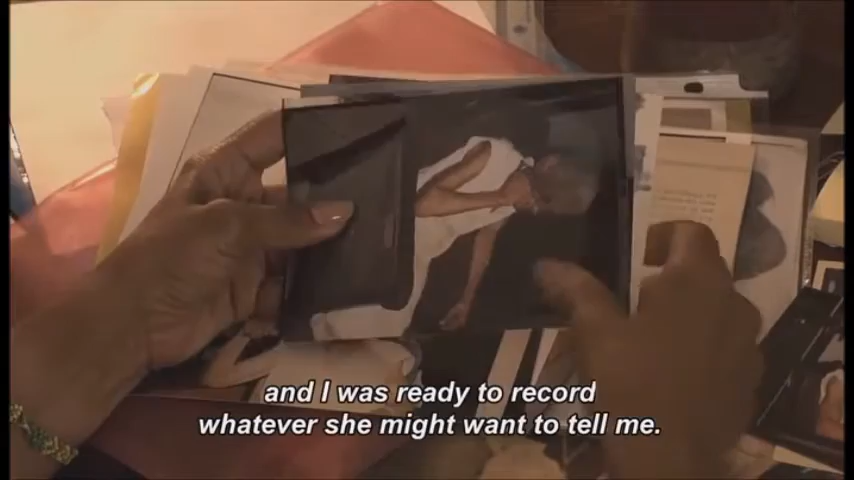 and I was ready to record
whatever she might want to tell me.